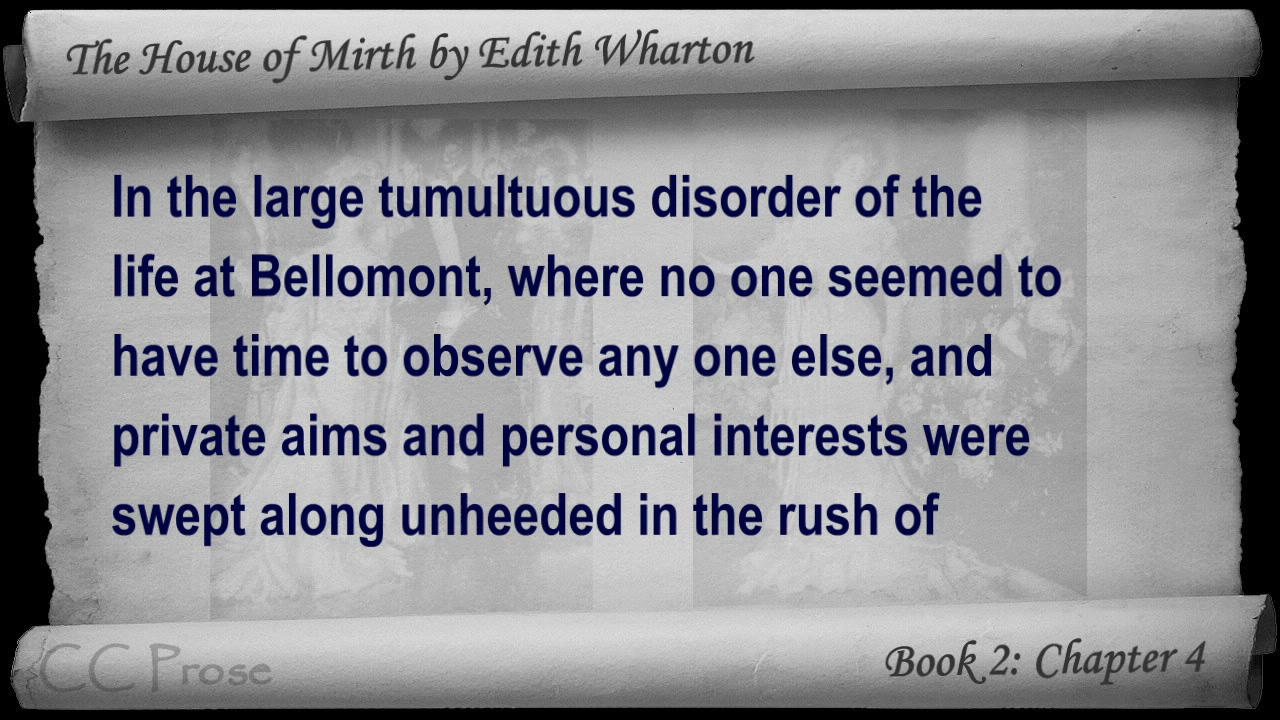 The House of Mirth by Edith Wharton
In the large tumultuous disorder of the
life at Bellomont, where no one seemed to
have time to observe any one else, and
private aims and personal interests were
swept along unheeded in the rush of
CC Prose
Book 2: Chapter 4